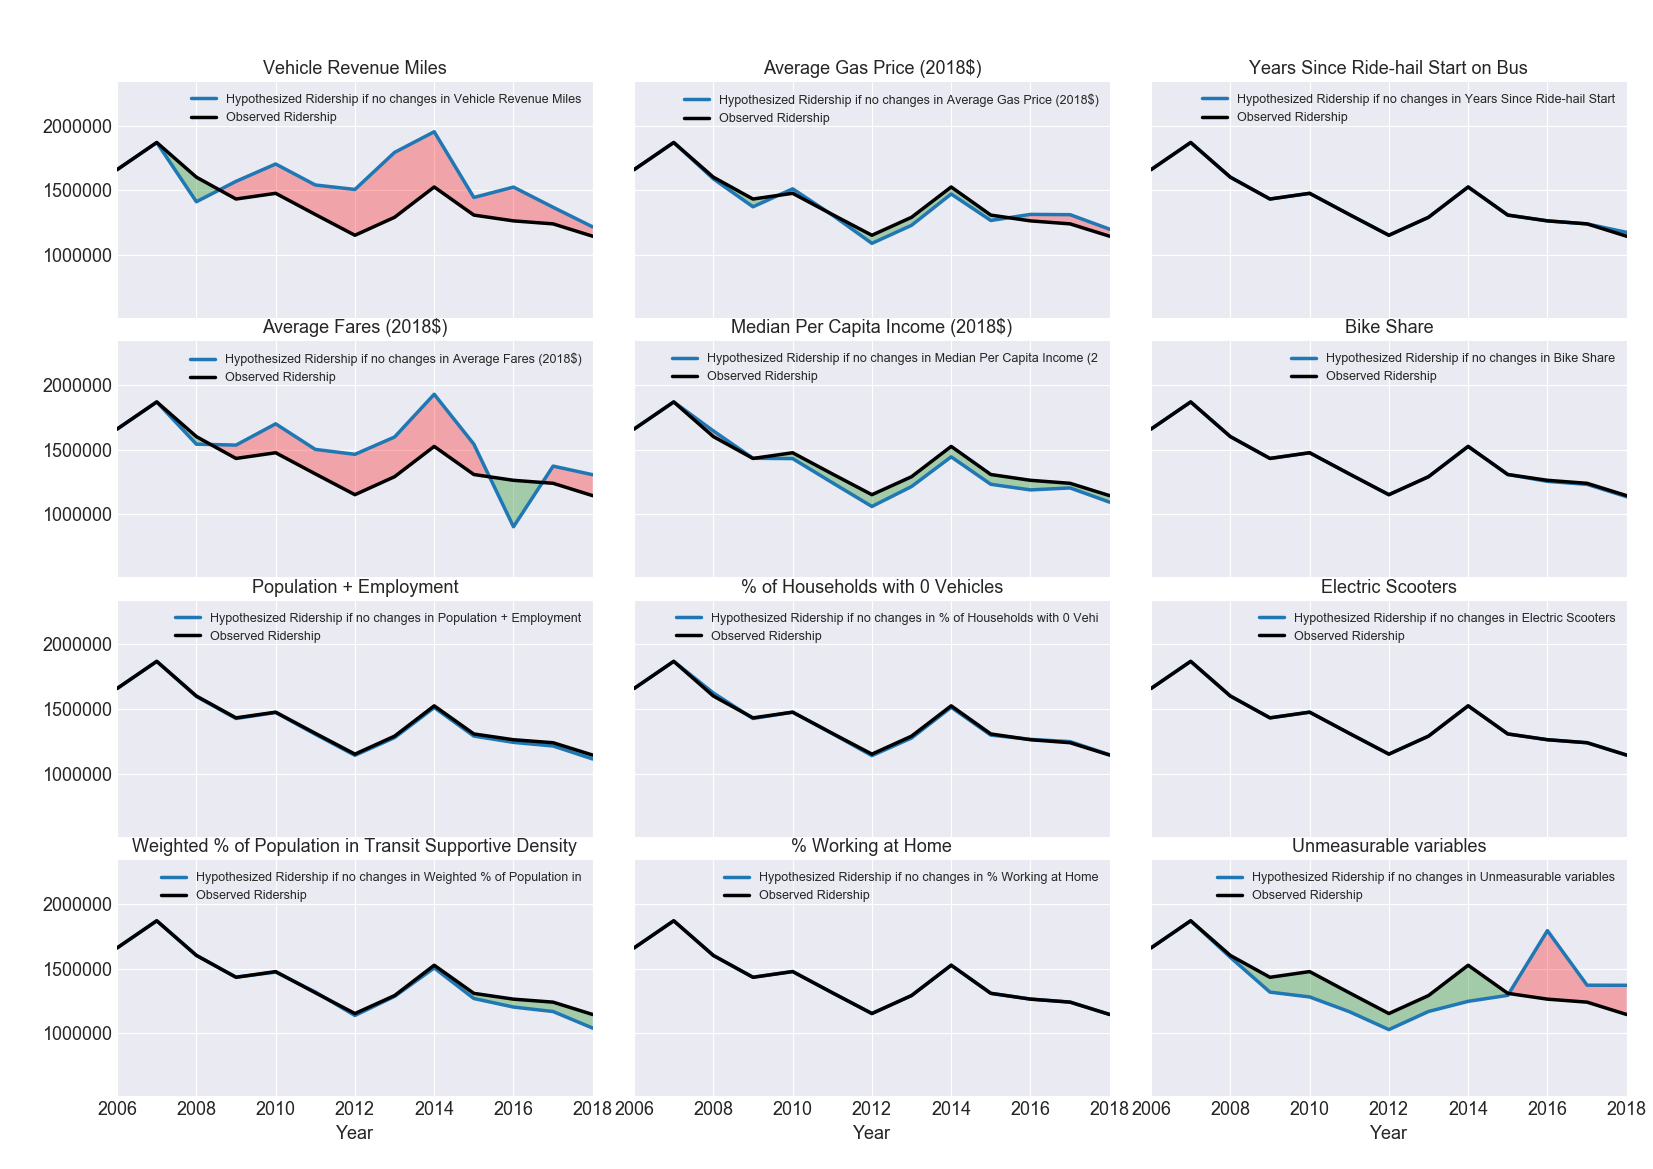 Vehicle Revenue Miles
Hypothesized Ridership if no changes in Vehicle Revenue Miles
Observed Ridership
2000000
1500000
1000000
Average Gas Price (2018$)
Hypothesized Ridership if no changes in Average Gas Price (2018$)
Observed Ridership
Years Since Ride-hail Start on Bus
Hypothesized Ridership if no changes in Years Since Ride-hail Start
Observed Ridership
Average Fares (2018$)
Hypothesized Ridership if no changes in Average Fares (2018$)
Observed Ridership
2000000
1500000
1000000
Median Per Capita Income (2018$)
Hypothesized Ridership if no changes in Median Per Capita Income (2
Observed Ridership
Bike Share
Hypothesized Ridership if no changes in Bike Share
Observed Ridership
Population + Employment
Hypothesized Ridership if no changes in Population + Employment
Observed Ridership
2000000
1500000
1000000
% of Households with 0 Vehicles
Hypothesized Ridership if no changes in % of Households with 0 Vehi
Observed Ridership
Electric Scooters
Hypothesized Ridership if no changes in Electric Scooters
Observed Ridership
Weighted % of Population in Transit Supportive Density
Hypothesized Ridership if no changes in Weighted % of Population in
Observed Ridership
2000000
1500000
1000000
2006 2008 2010 2012 2014 2016 2018
Year
% Working at Home
Hypothesized Ridership if no changes in % Working at Home
Observed Ridership
2006 2008 2010 2012 2014 2016 2018
Year
Unmeasurable variables
Hypothesized Ridership if no changes in Unmeasurable variables
Observed Ridership
2006 2008 2010 2012 2014 2016 2018
Year